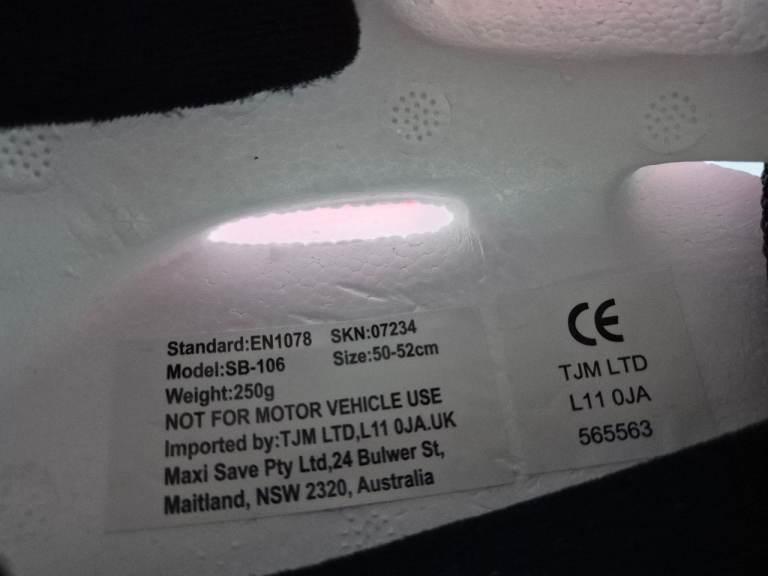 Standard:EN1078 SKN:07234
Model:SB-106 Size:50-52cm
Weight:250g
NOT FOR MOTOR VEHICLE USE
Imported by:TJM LTD,L11 0JA.UK
Maxi Save Pty Ltd,24 Bulwer St,
Maitland, NSW 2320, Australia
CE
TJM LTD
L11 0JA
565563